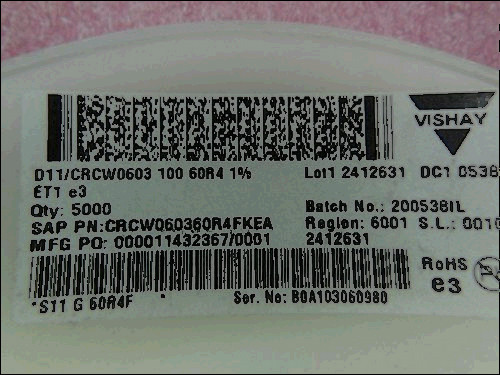 VISHAY
D11/CRCW0603 100 60R4 1% Lot1 2412631 DC1 0538
ET1 e3
Qty: 5000 Batch No.: 200538IL
SAP PN:CRCW060360R4FKEA Region: 6001 S.L.: 0010
MFG PO: 000011432367/0001 2412631
RoHS
e3
*S11 G 60R4F* Ser. No: B0A103060980